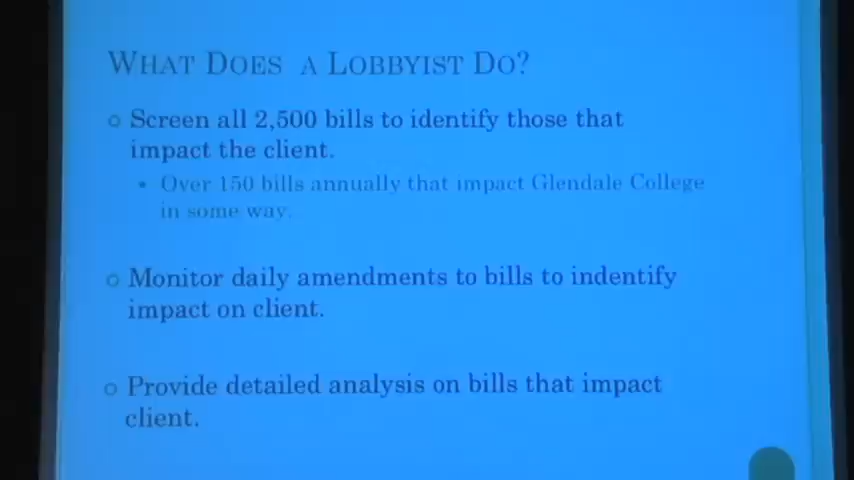 WHAT DOES A LOBBYIST DO?
Screen all 2,500 bills to identify those that
impact the client.
Over 150 bills annually that impact Glendale College
in some way.
Monitor daily amendments to bills to indentify
impact on client.
Provide detailed analysis on bills that impact
client.